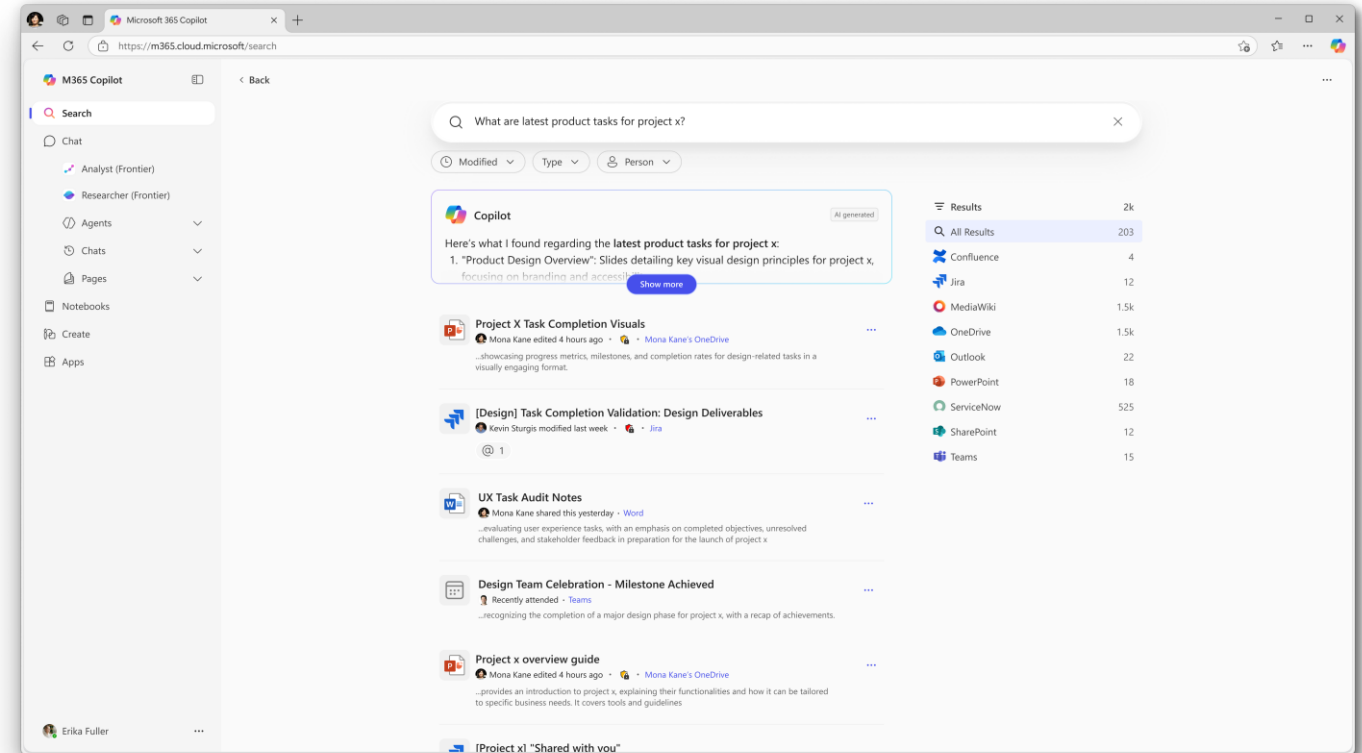 Microsoft 365 Copilot
https://m365.cloud.microsoft/search
M365 Copilot
Search
Chat
Analyst (Frontier)
Researcher (Frontier)
Agents
Chats
Pages
Notebooks
Create
Apps
Erika Fuller
Back
What are latest product tasks for project x?
Modified
Type
Person
Copilot
AI generated
Here's what I found regarding the latest product tasks for project x:
1. "Product Design Overview": Slides detailing key visual design principles for project x,
focusing on branding and
Show more
Project X Task Completion Visuals
Mona Kane edited 4 hours ago • • Mona Kane's OneDrive
...showcasing progress metrics, milestones, and completion rates for design-related tasks in a
visually engaging format.
[Design] Task Completion Validation: Design Deliverables
Kevin Sturgis modified last week • • Jira
@ 1
UX Task Audit Notes
Mona Kane shared this yesterday • Word
...evaluating user experience tasks, with an emphasis on completed objectives, unresolved
challenges, and stakeholder feedback in preparation for the launch of project x
Design Team Celebration - Milestone Achieved
Recently attended • Teams
...recognizing the completion of a major design phase for project x, with a recap of achievements.
Project x overview guide
Mona Kane edited 4 hours ago • • Mona Kane's OneDrive
...provides an introduction to project x, explaining their functionalities and how it can be tailored
to specific business needs. It covers tools and guidelines
[Project x] "Shared with you"
Results 2k
All Results 203
Confluence 4
Jira 12
MediaWiki 1.5k
OneDrive 1.5k
Outlook 22
PowerPoint 18
ServiceNow 525
SharePoint 12
Teams 15